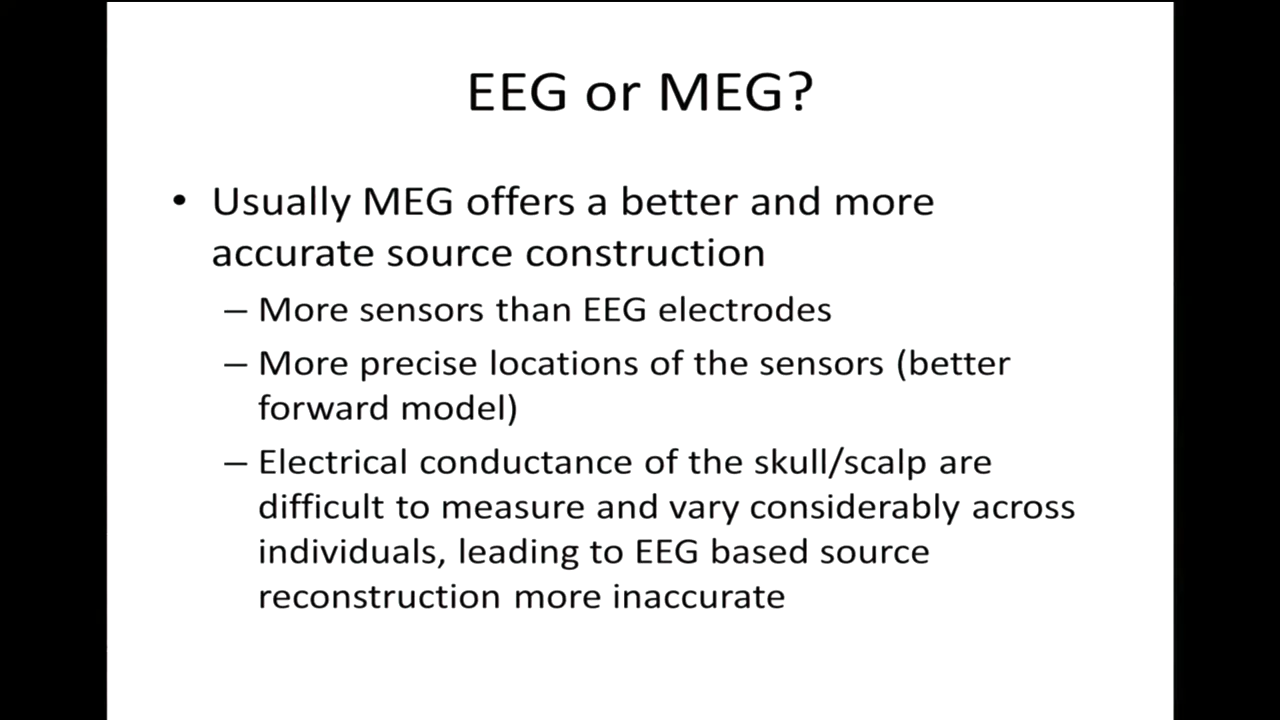 EEG or MEG?
• Usually MEG offers a better and more
accurate source construction
– More sensors than EEG electrodes
– More precise locations of the sensors (better
forward model)
– Electrical conductance of the skull/scalp are
difficult to measure and vary considerably across
individuals, leading to EEG based source
reconstruction more inaccurate